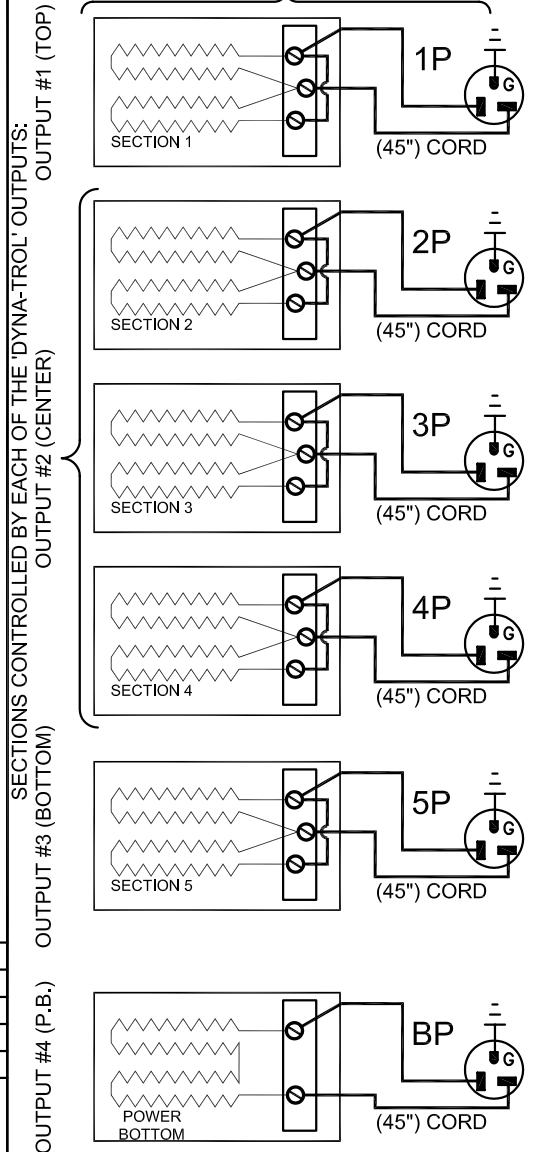 SECTIONS CONTROLLED BY EACH OF THE 'DYNA-TROL' OUTPUTS:
OUTPUT #1 (TOP)
SECTION 1
1P
G
(45") CORD
OUTPUT #2 (CENTER)
SECTION 2
2P
G
(45") CORD
SECTION 3
3P
G
(45") CORD
SECTION 4
4P
G
(45") CORD
OUTPUT #3 (BOTTOM)
SECTION 5
5P
G
(45") CORD
OUTPUT #4 (P.B.)
POWER
BOTTOM
BP
G
(45") CORD